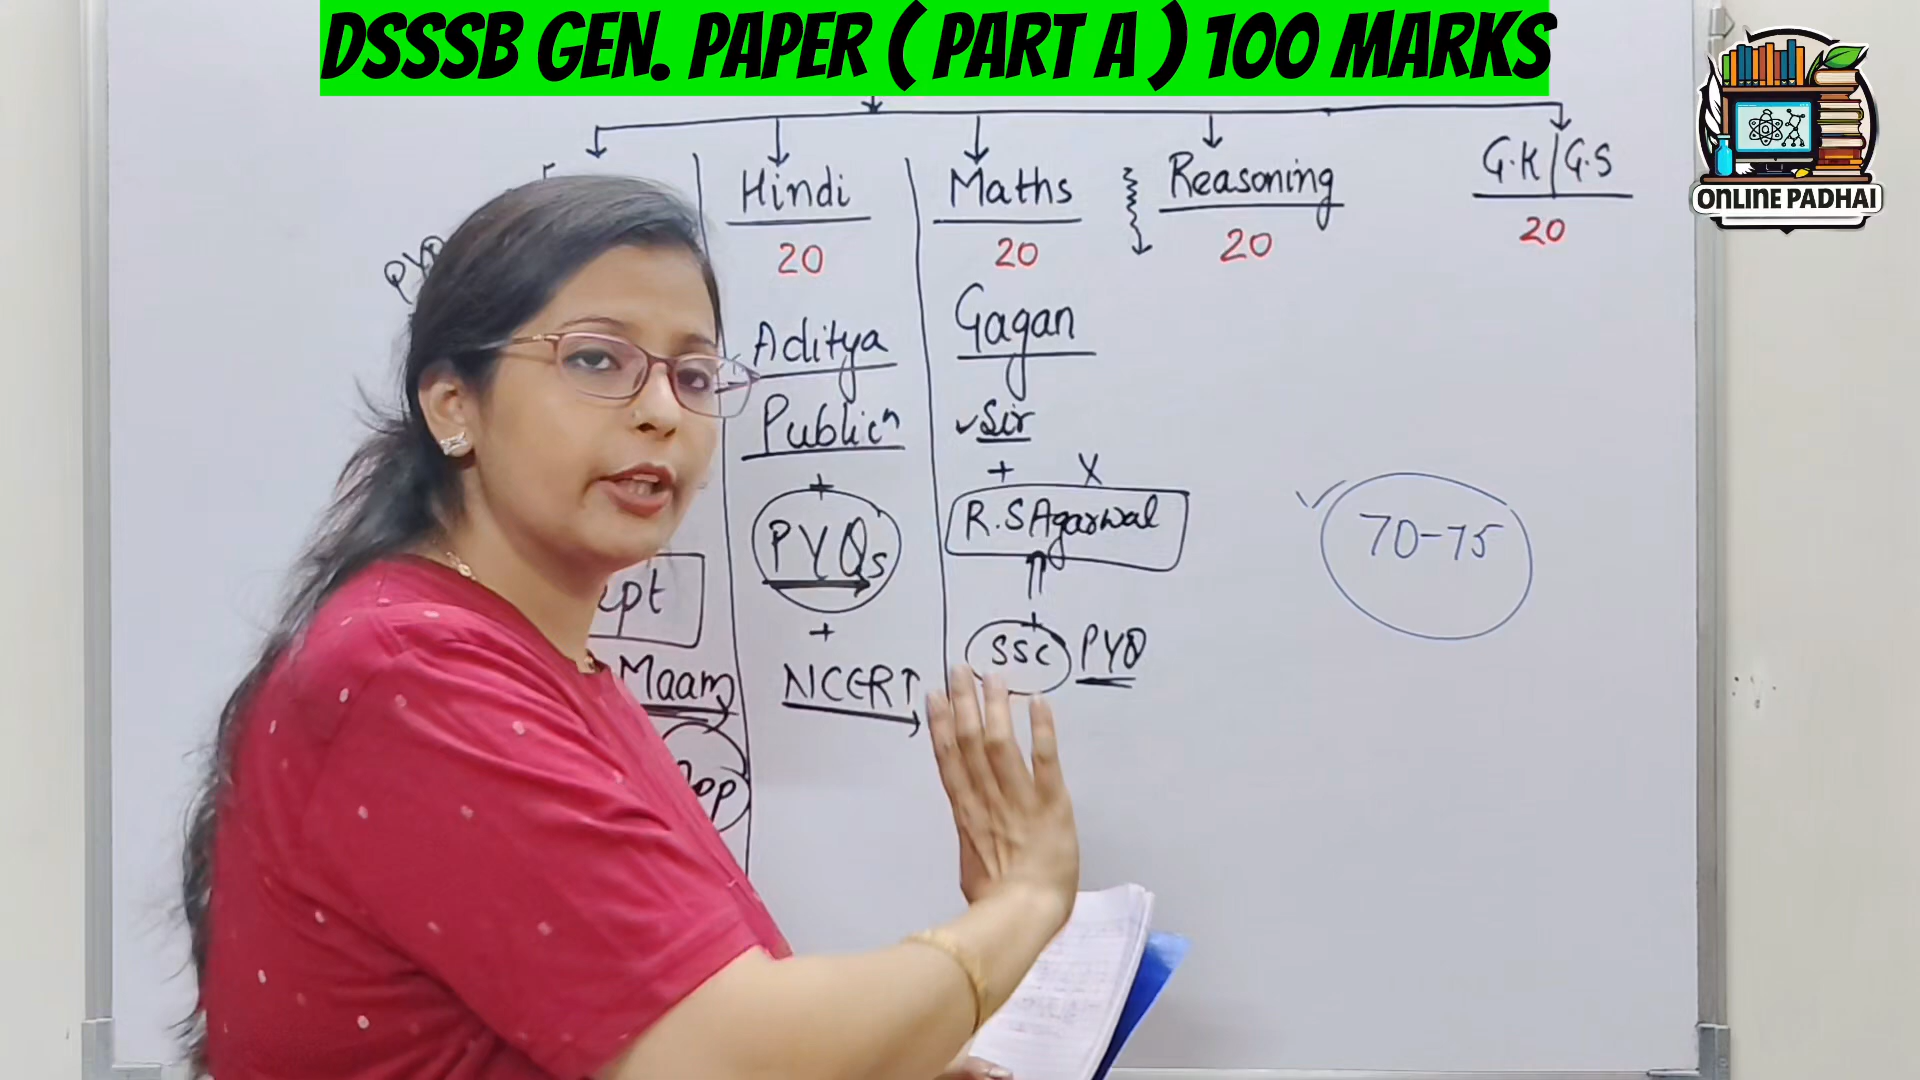 DSSSB GEN. PAPER ( PART A ) 100 MARKS
ONLINE PADHAI
Hindi
20
Aditya
Publicn
+
PYQs
+
NCERT
Maths
20
Gagan
Sir
+ X
R.S Agarwal
+
SSC PYQ
Reasoning
20
G.K/G.S
20
70-75
Maam